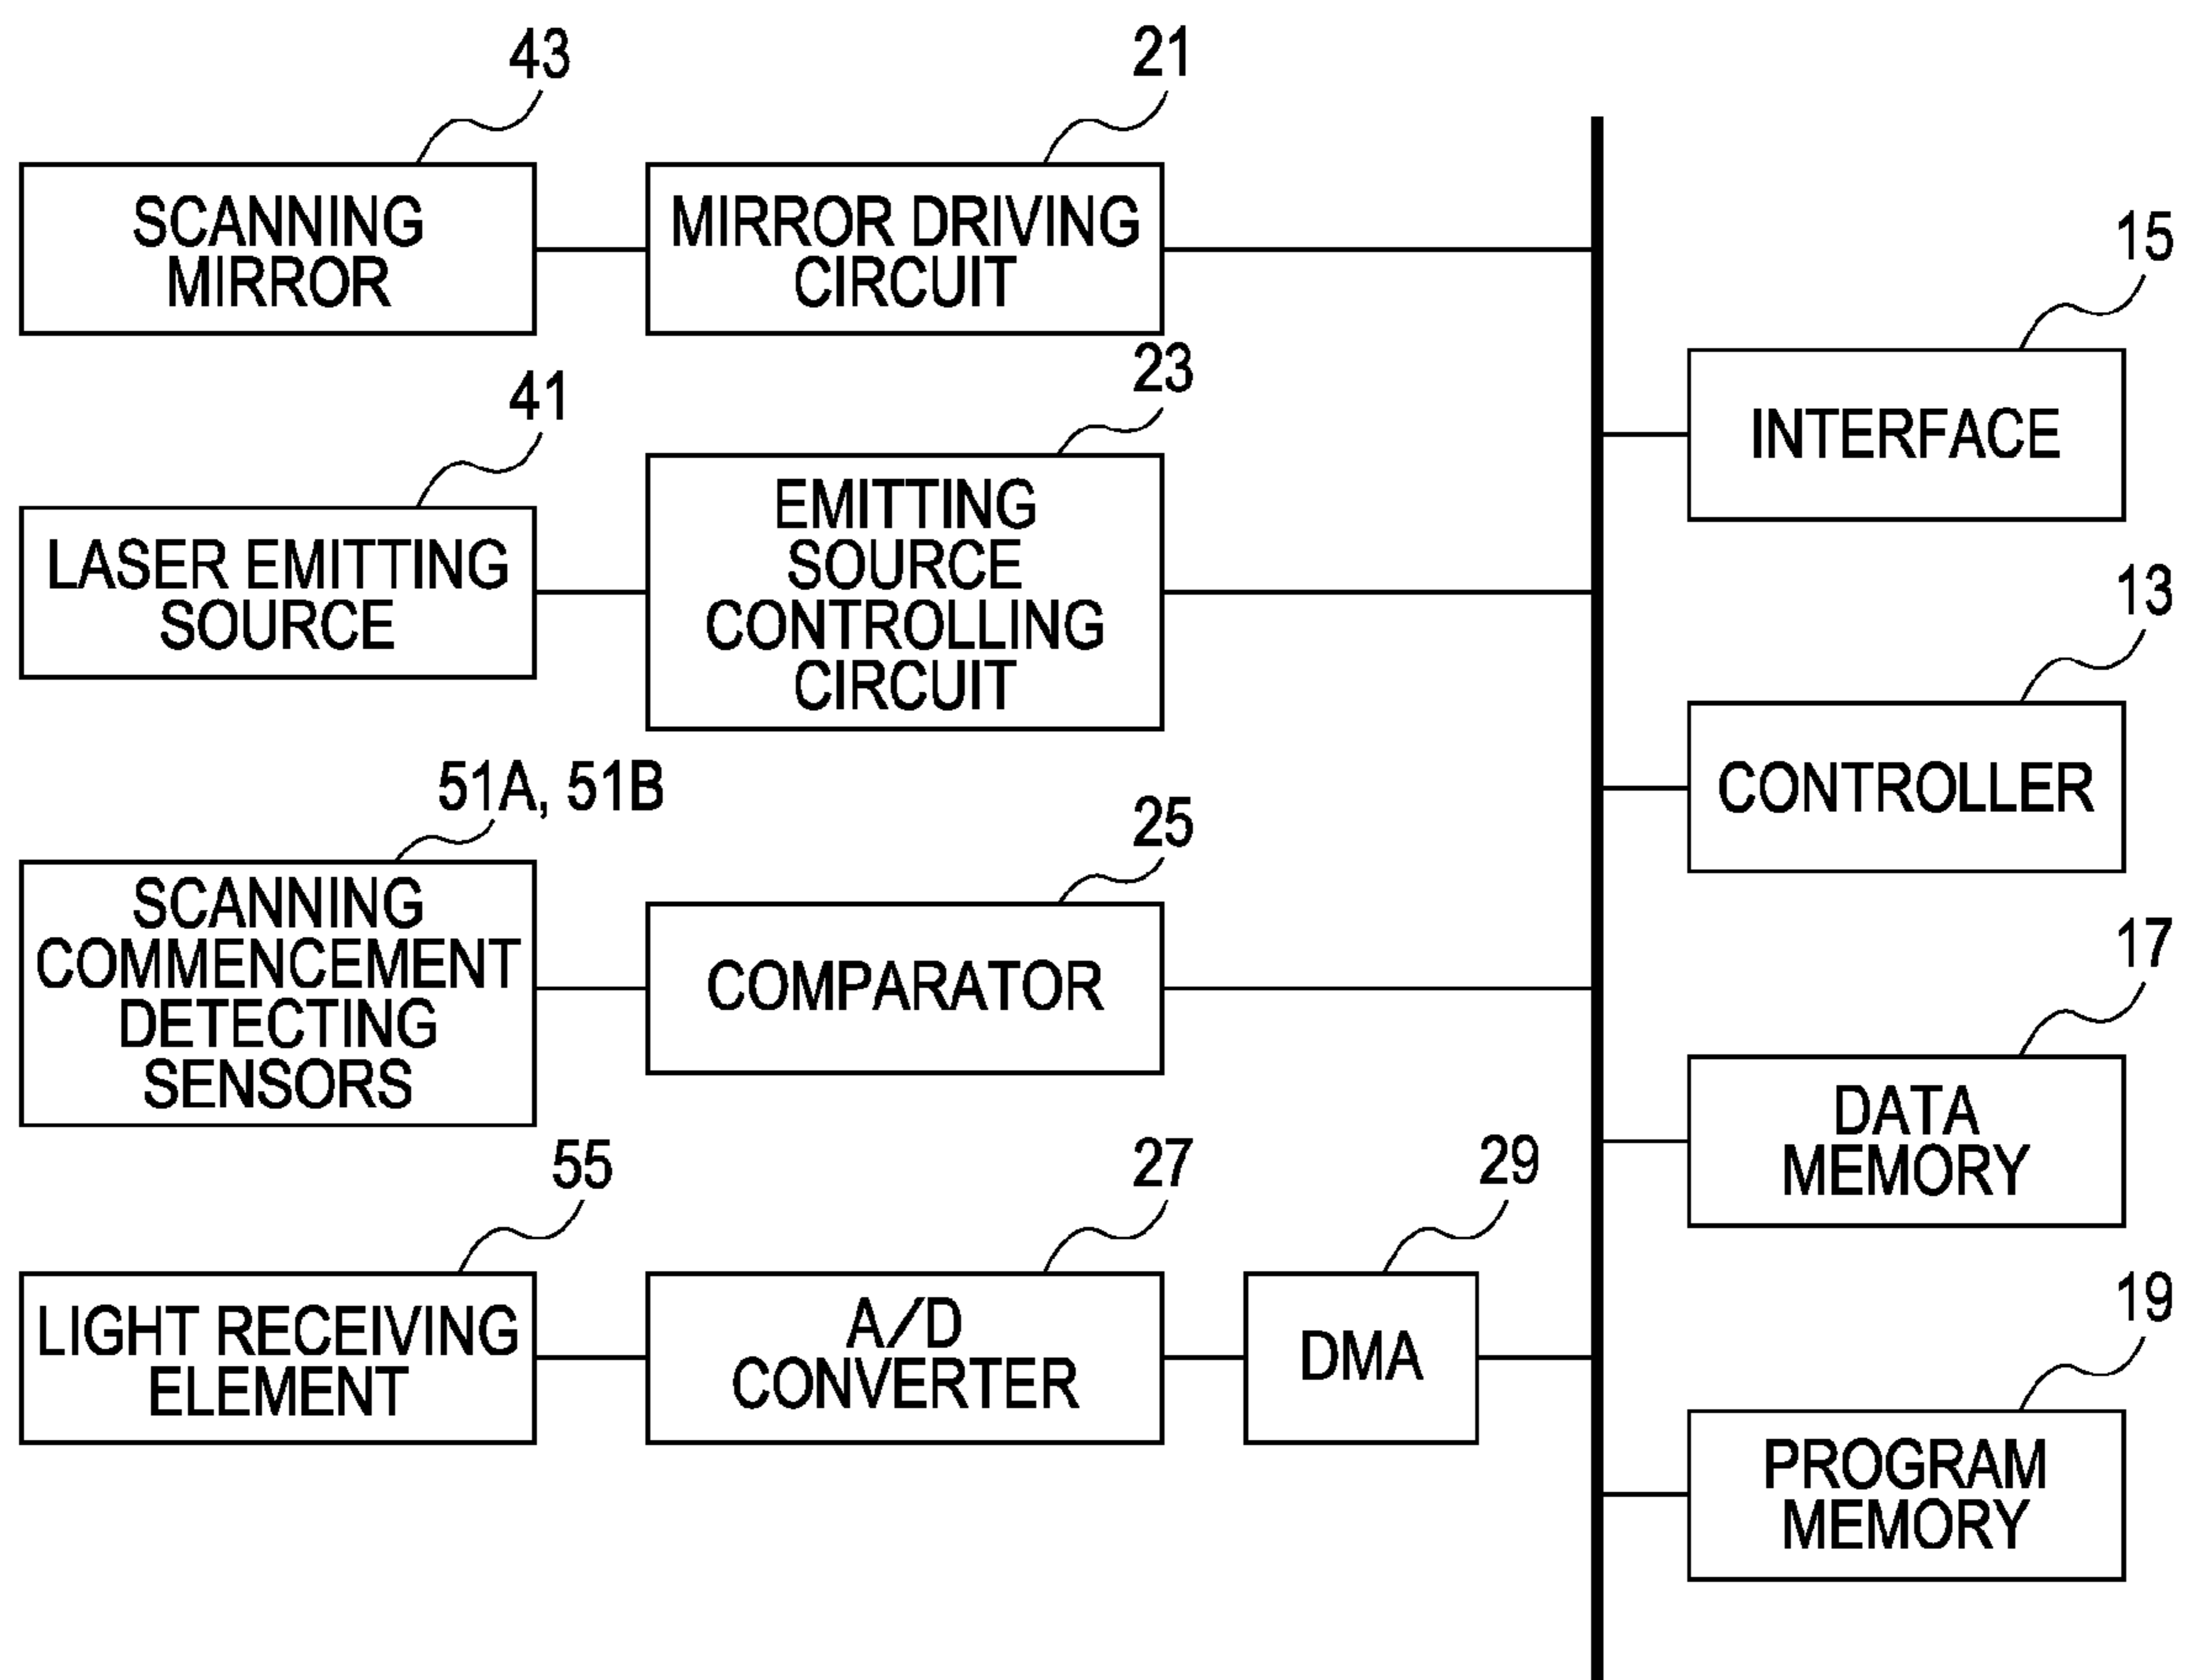 43
SCANNING
MIRROR
21
MIRROR DRIVING
CIRCUIT
41
LASER EMITTING
SOURCE
23
EMITTING
SOURCE
CONTROLLING
CIRCUIT
51A, 51B
SCANNING
COMMENCEMENT
DETECTING
SENSORS
25
COMPARATOR
55
LIGHT RECEIVING
ELEMENT
27
A/D
CONVERTER
29
DMA
15
INTERFACE
13
CONTROLLER
17
DATA
MEMORY
19
PROGRAM
MEMORY